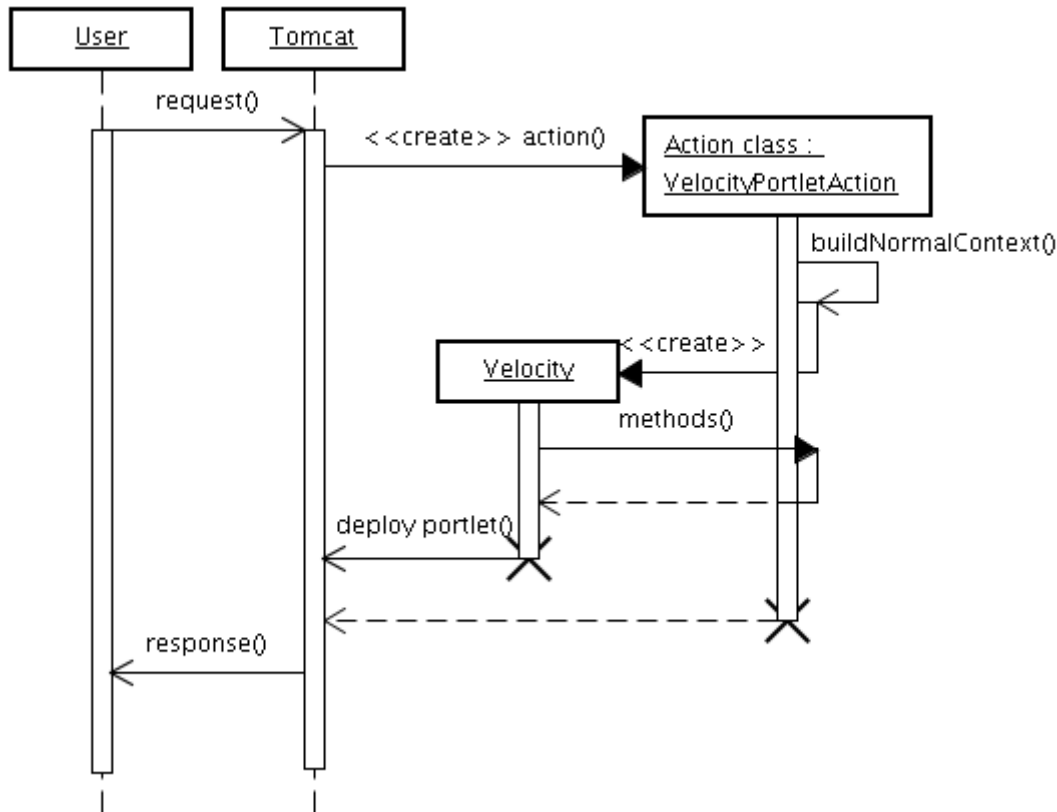 User
Tomcat
request()
<<create>> action()
Action class :
VelocityPortletAction
buildNormalContext()
<<create>>
Velocity
methods()
deploy portlet()
response()